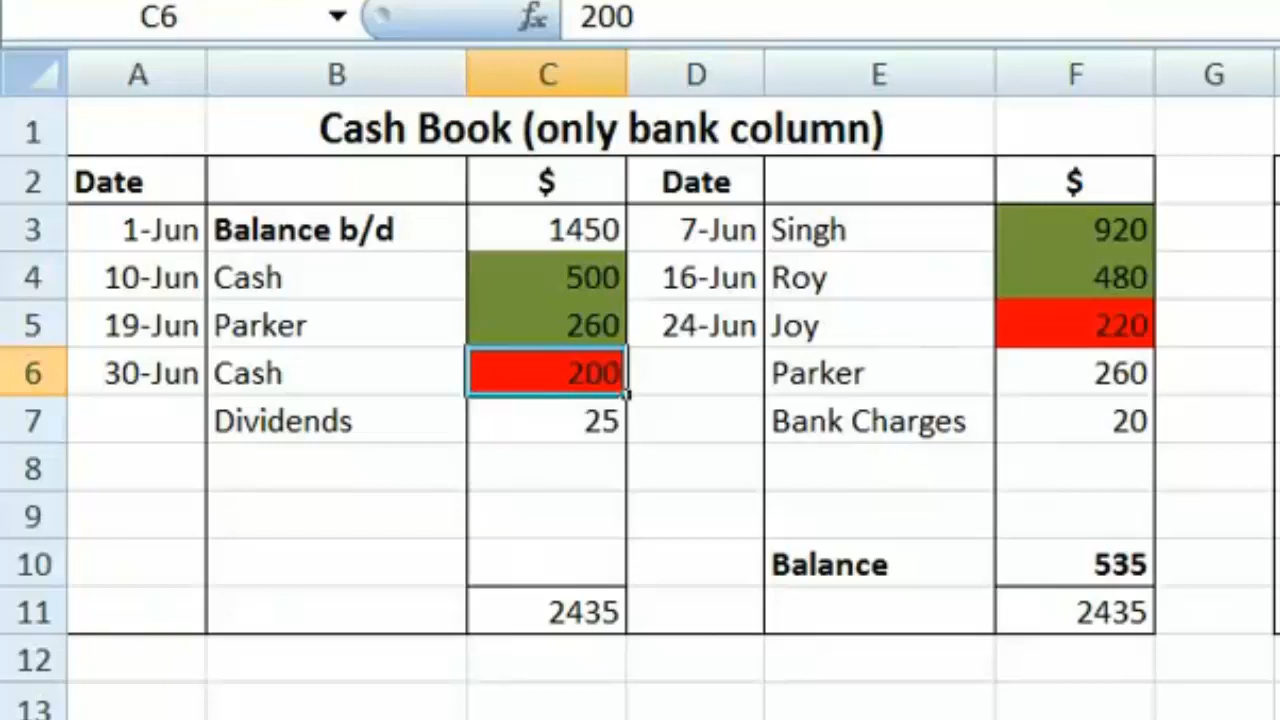 C6 fx 200
A B C D E F G
1 Cash Book (only bank column)
2 Date $ Date $
3 1-Jun Balance b/d 1450 7-Jun Singh 920
4 10-Jun Cash 500 16-Jun Roy 480
5 19-Jun Parker 260 24-Jun Joy 220
6 30-Jun Cash 200 Parker 260
7 Dividends 25 Bank Charges 20
8
9
10 Balance 535
11 2435 2435
12
13